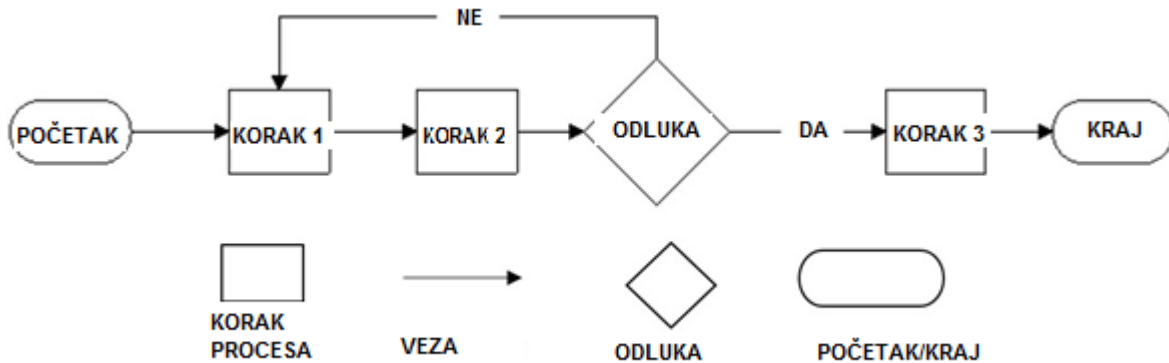 NE
POČETAK
KORAK 1
KORAK 2
ODLUKA
DA
KORAK 3
KRAJ
KORAK
PROCESA
VEZA
ODLUKA
POČETAK/KRAJ